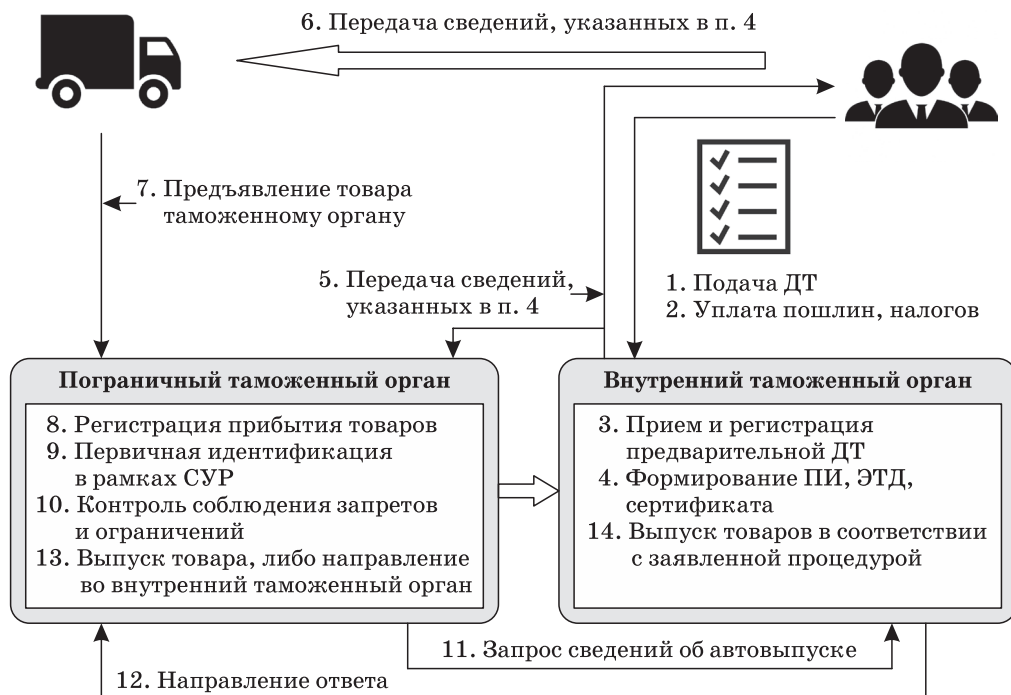 6. Передача сведений, указанных в п. 4
7. Предъявление товара
таможенному органу
5. Передача сведений,
указанных в п. 4
1. Подача ДТ
2. Уплата пошлин, налогов
Пограничный таможенный орган
8. Регистрация прибытия товаров
9. Первичная идентификация
в рамках СУР
10. Контроль соблюдения запретов
и ограничений
13. Выпуск товара, либо направление
во внутренний таможенный орган
Внутренний таможенный орган
3. Прием и регистрация
предварительной ДТ
4. Формирование ПИ, ЭТД,
сертификата
14. Выпуск товаров в соответствии
с заявленной процедурой
11. Запрос сведений об автовыпуске
12. Направление ответа